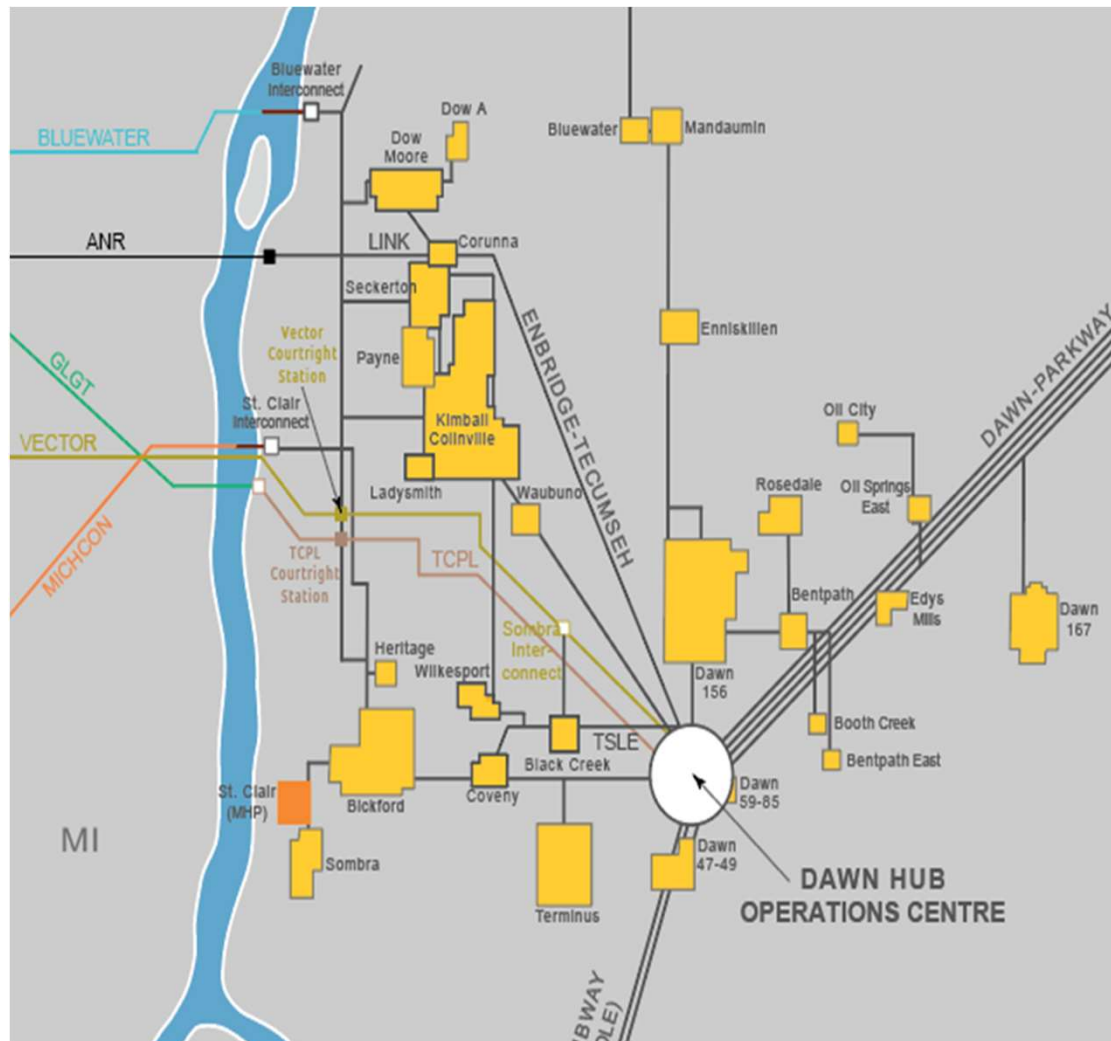 Bluewater
Interconnect
Dow A
BLUEWATER
Dow
Moore
Bluewater
Mandaumin
ANR
LINK
Corunna
Seckerton
Vector
Courtright
Station
Payne
Enniskillen
ENBRIDGE-TECUMSEH
DAWN-PARKWAY
GLGT
St. Clair
Interconnect
Kimball
Colinville
Oil City
VECTOR
Ladysmith
Waubuno
Rosedale
Oil Springs
East
MICHCON
TCPL
Courtright
Station
TCPL
Bentpath
Edys
Mills
Dawn
167
Sombra
Inter-
connect
Heritage
Wilkesport
Dawn
156
Booth Creek
TSLE
Black Creek
Bentpath East
St. Clair
(MHP)
Bickford
Coveny
Dawn
59-85
MI
Sombra
Terminus
Dawn
47-49
DAWN HUB
OPERATIONS CENTRE